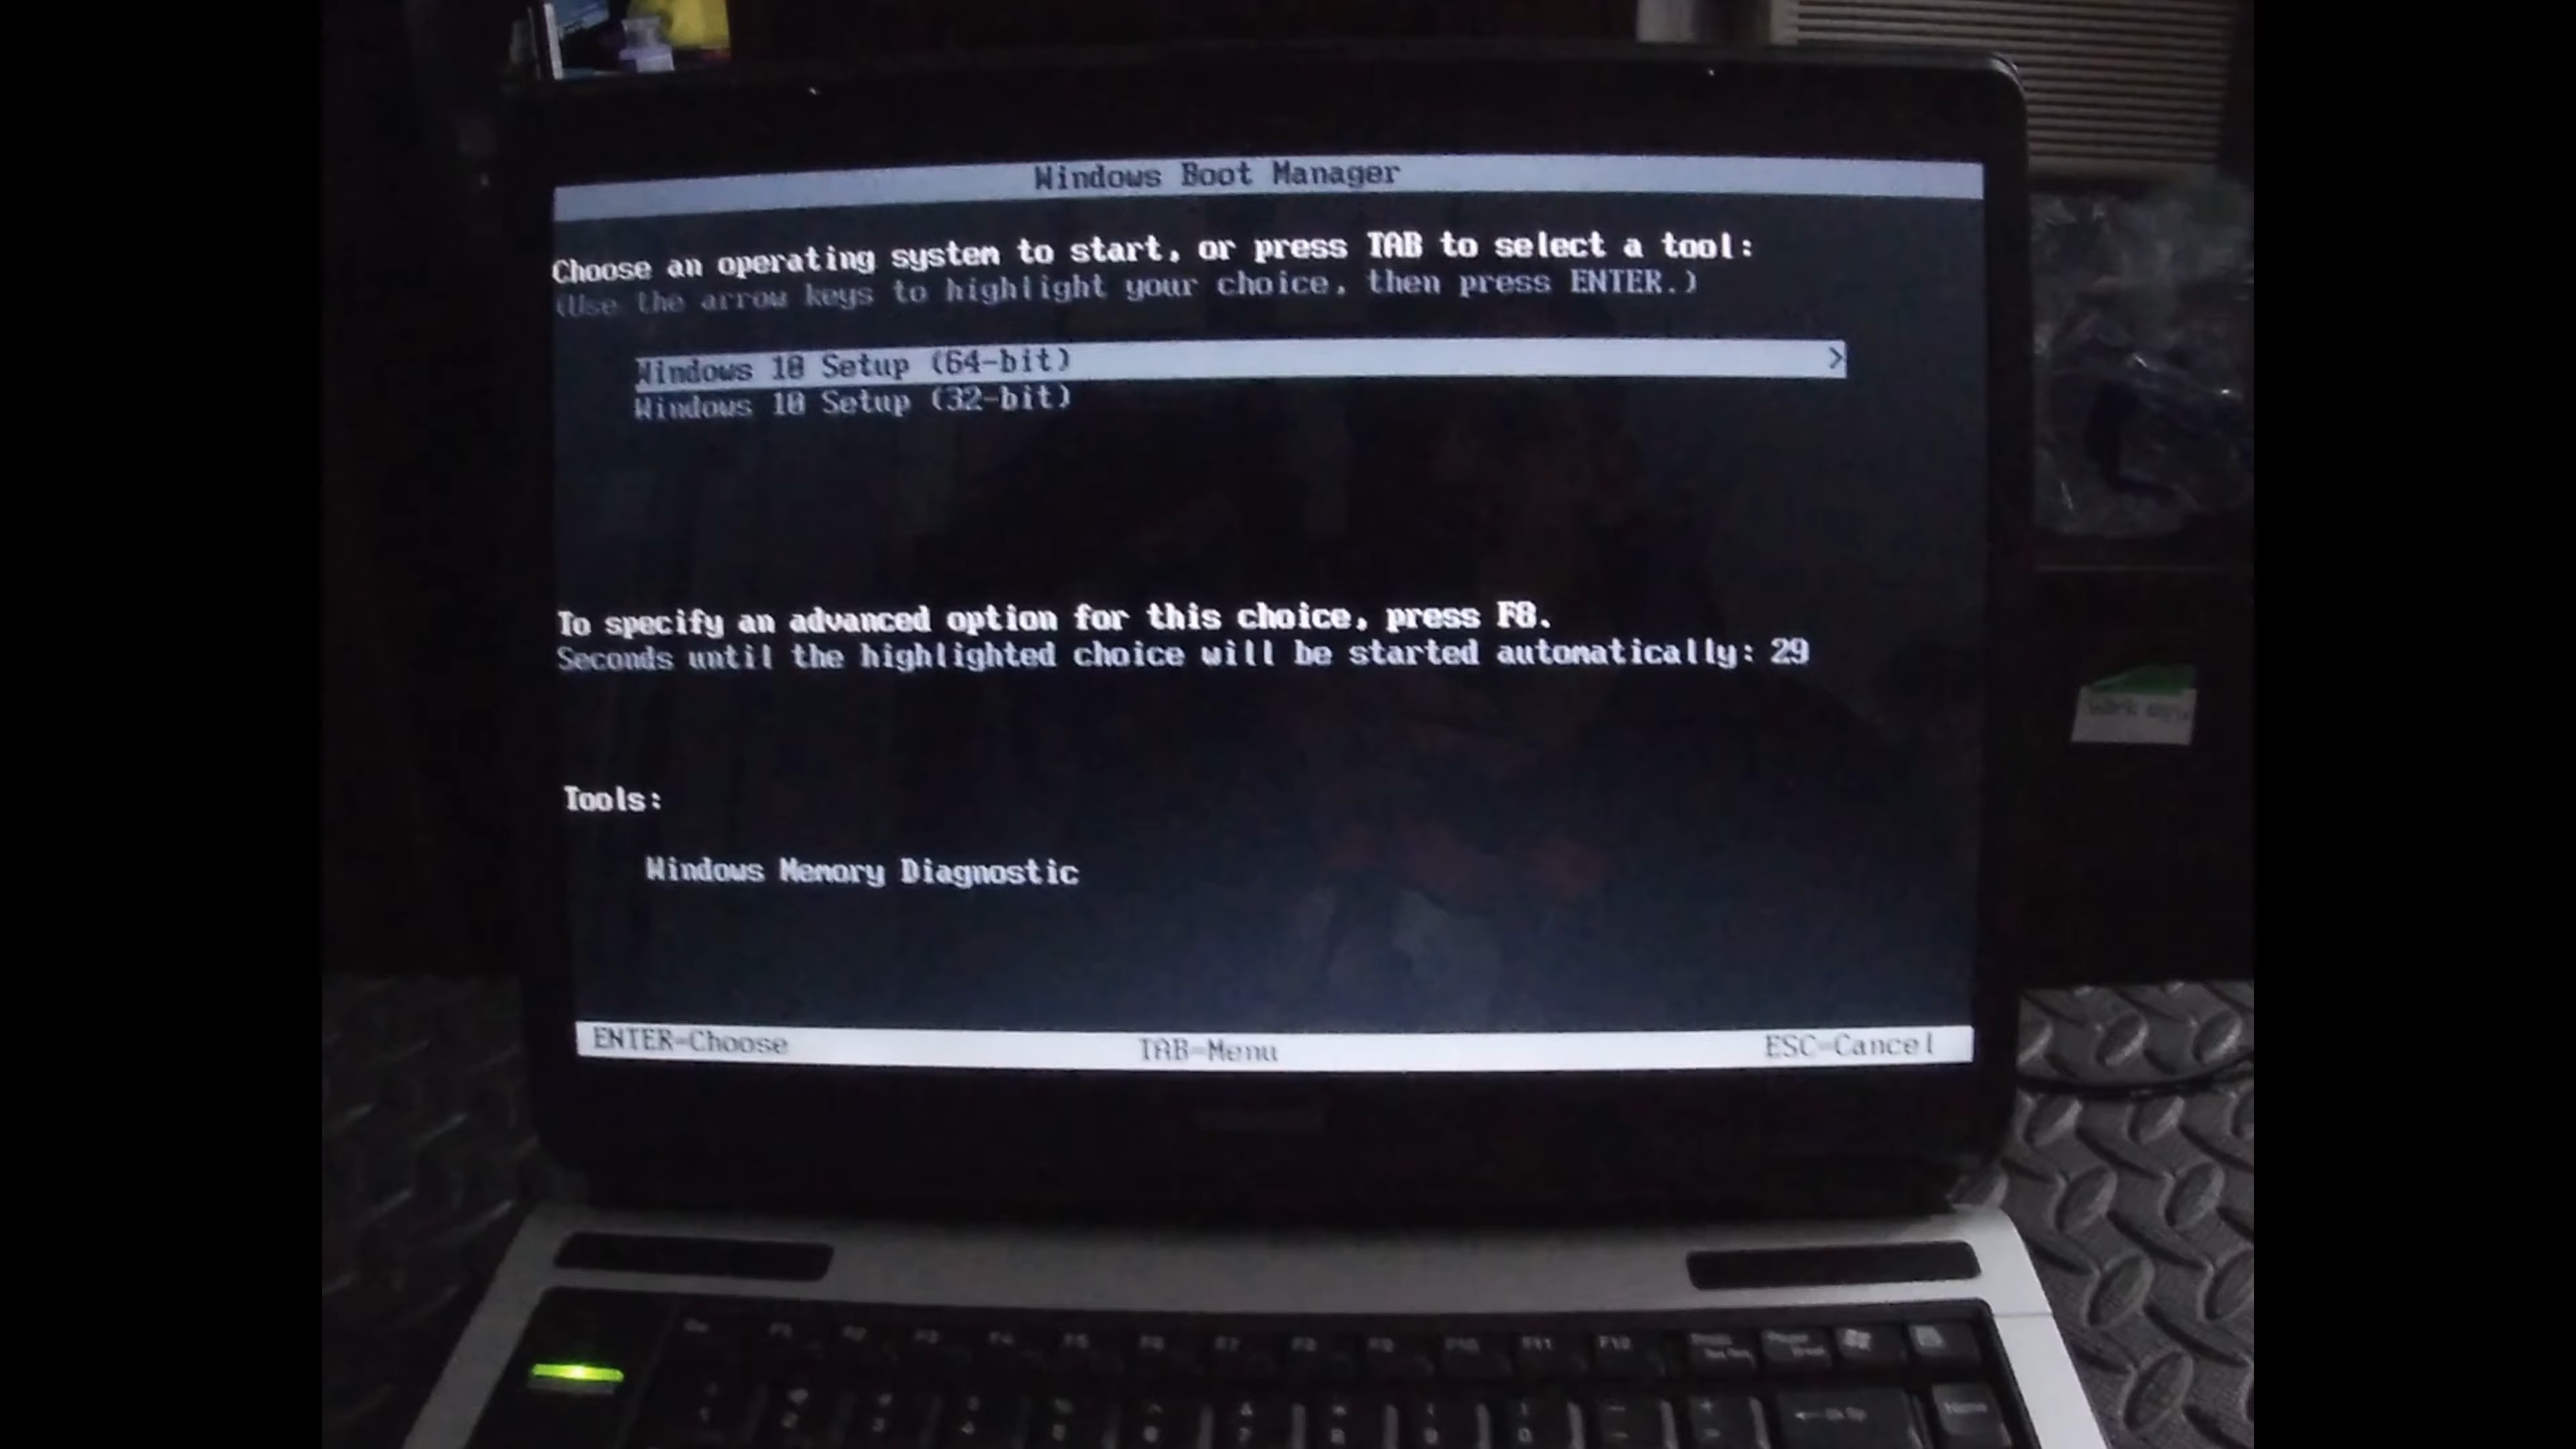 Windows Boot Manager
Choose an operating system to start, or press TAB to select a tool:
(Use the arrow keys to highlight your choice, then press ENTER.)
Windows 10 Setup (64-bit) >
Windows 10 Setup (32-bit)
To specify an advanced option for this choice, press F8.
Seconds until the highlighted choice will be started automatically: 29
Tools:
Windows Memory Diagnostic
ENTER=Choose TAB=Menu ESC=Cancel